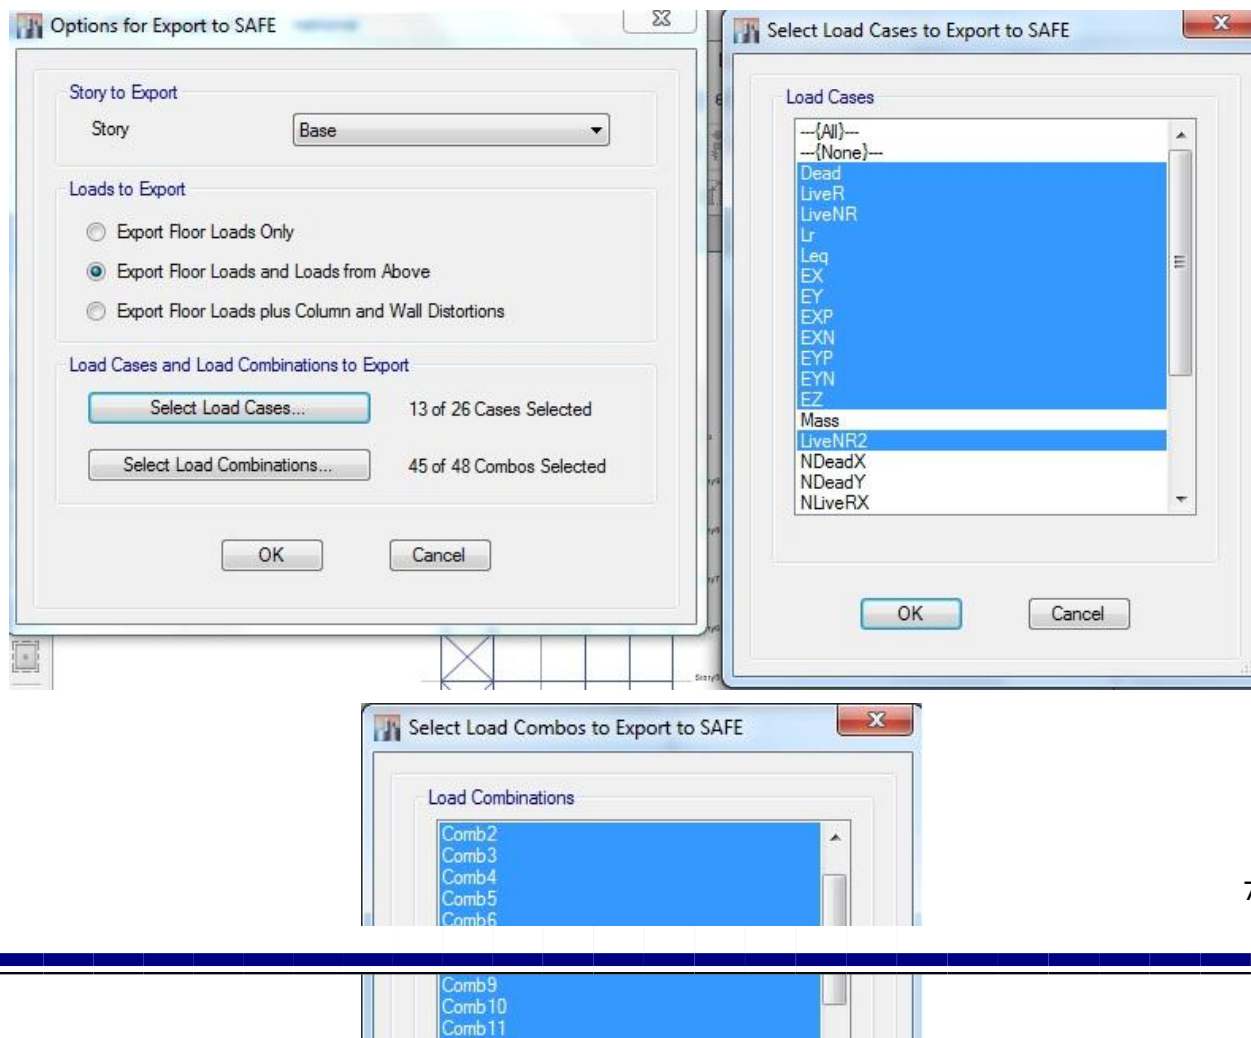 Options for Export to SAFE
Story to Export
Story
Base
Loads to Export
Export Floor Loads Only
Export Floor Loads and Loads from Above
Export Floor Loads plus Column and Wall Distortions
Load Cases and Load Combinations to Export
Select Load Cases...
13 of 26 Cases Selected
Select Load Combinations...
45 of 48 Combos Selected
OK
Cancel
Select Load Cases to Export to SAFE
Load Cases
---{All}---
---{None}---
Dead
LiveR
LiveNR
Lr
Leq
EX
EY
EXP
EXN
EYP
EYN
EZ
Mass
LiveNR2
NDeadX
NDeadY
NLiveRX
OK
Cancel
Select Load Combos to Export to SAFE
Load Combinations
Comb2
Comb3
Comb4
Comb5
Comb6
7
Comb9
Comb10
Comb11